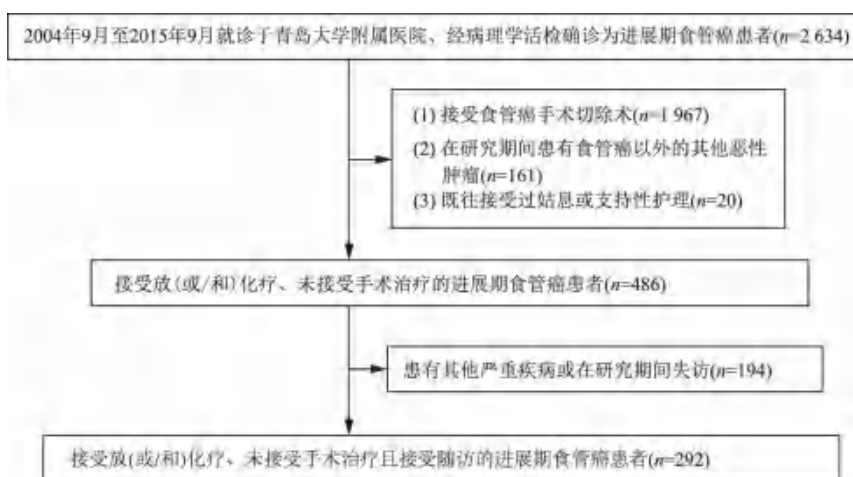 2004年9月至2015年9月就诊于青岛大学附属医院、经病理学活检确诊为进展期食管癌患者(n=2 634)
(1) 接受食管癌手术切除术(n=1 967)
(2) 在研究期间患有食管癌以外的其他恶性
肿瘤(n=161)
(3) 既往接受过姑息或支持性护理(n=20)
接受放(或/和)化疗、未接受手术治疗的进展期食管癌患者(n=486)
患有其他严重疾病或在研究期间失访(n=194)
接受放(或/和)化疗、未接受手术治疗且接受随访的进展期食管癌患者(n=292)